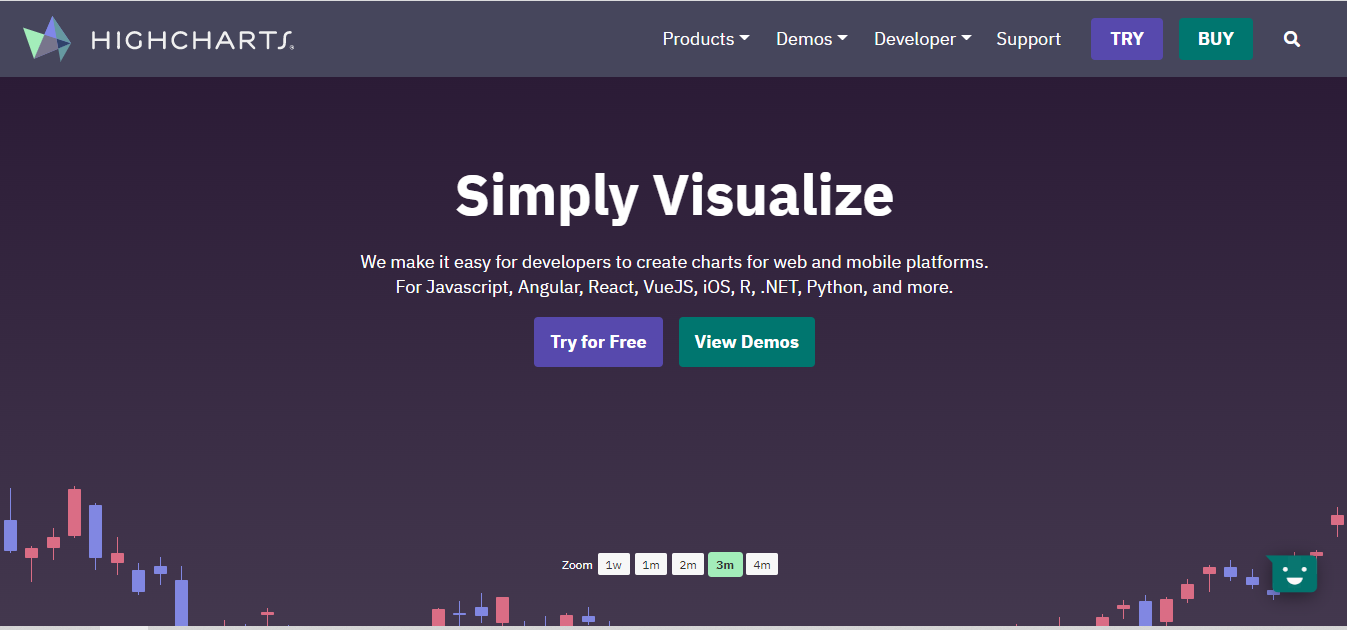 HIGHCHARTS®
Products
Demos
Developer
Support
TRY
BUY
Simply Visualize
We make it easy for developers to create charts for web and mobile platforms.
For Javascript, Angular, React, VueJS, iOS, R, .NET, Python, and more.
Try for Free
View Demos
Zoom 1w 1m 2m 3m 4m